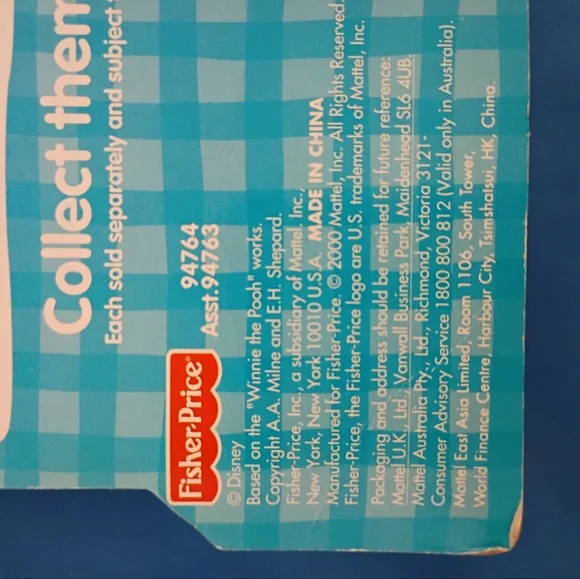 Collect them
Each sold separately and subject
Fisher-Price®
94764
Asst.94763
© Disney
Based on the "Winnie the Pooh" works.
Copyright A.A. Milne and E.H. Shepard.
Fisher-Price, Inc., a subsidiary of Mattel, Inc.,
New York, New York 10010 U.S.A. MADE IN CHINA
Manufactured for Fisher-Price. © 2000 Mattel, Inc. All Rights Reserved.
Fisher-Price, the Fisher-Price logo are U.S. trademarks of Mattel, Inc.
Packaging and address should be retained for future reference:
Mattel U.K., Ltd., Vanwall Business Park, Maidenhead SL6 4UB.
Mattel Australia Pty., Ltd., Richmond, Victoria 3121-
Consumer Advisory Service 1800 800 812 (Valid only in Australia).
Mattel East Asia Limited, Room 1106, South Tower,
World Finance Centre, Harbour City, Tsimshatsui, HK, China.